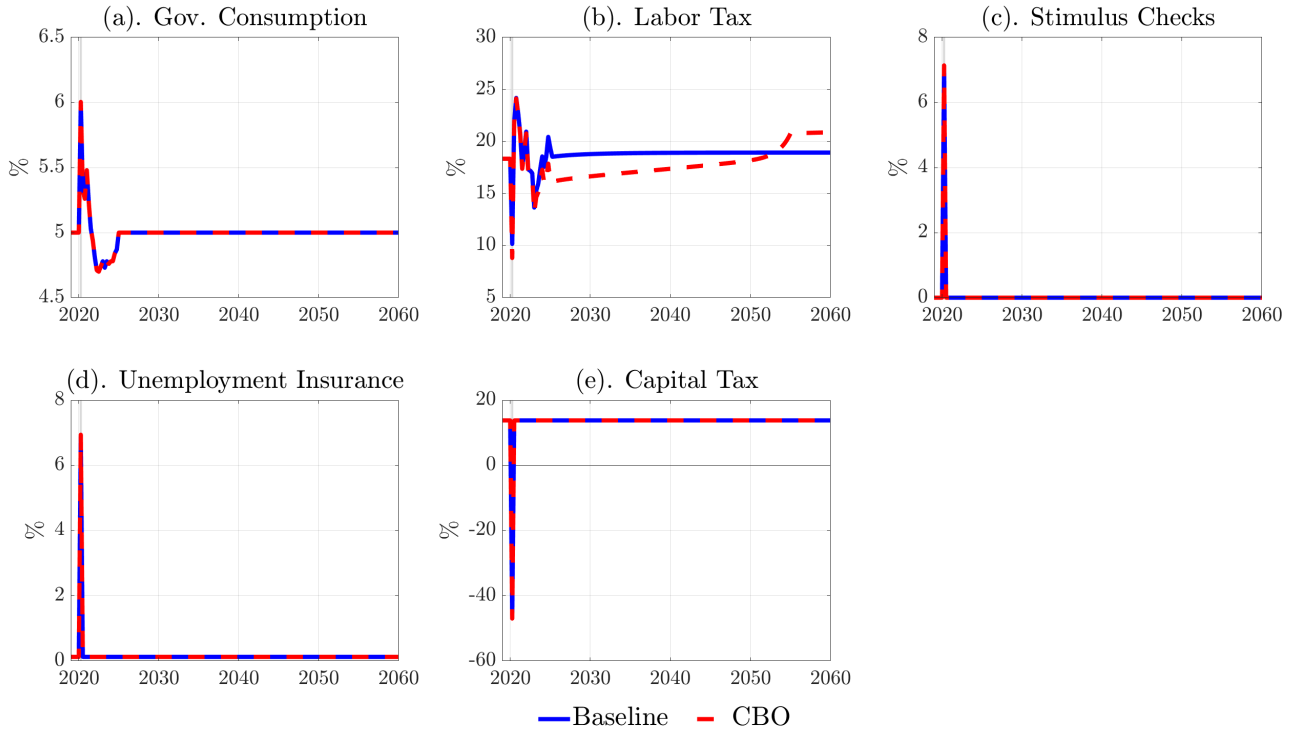 (a). Gov. Consumption
6.5
6
5.5
5
4.5
%
2020 2030 2040 2050 2060
(b). Labor Tax
30
25
20
15
10
5
%
2020 2030 2040 2050 2060
(c). Stimulus Checks
8
6
4
2
0
%
2020 2030 2040 2050 2060
(d). Unemployment Insurance
8
6
4
2
0
%
2020 2030 2040 2050 2060
(e). Capital Tax
20
0
-20
-40
-60
%
2020 2030 2040 2050 2060
Baseline CBO